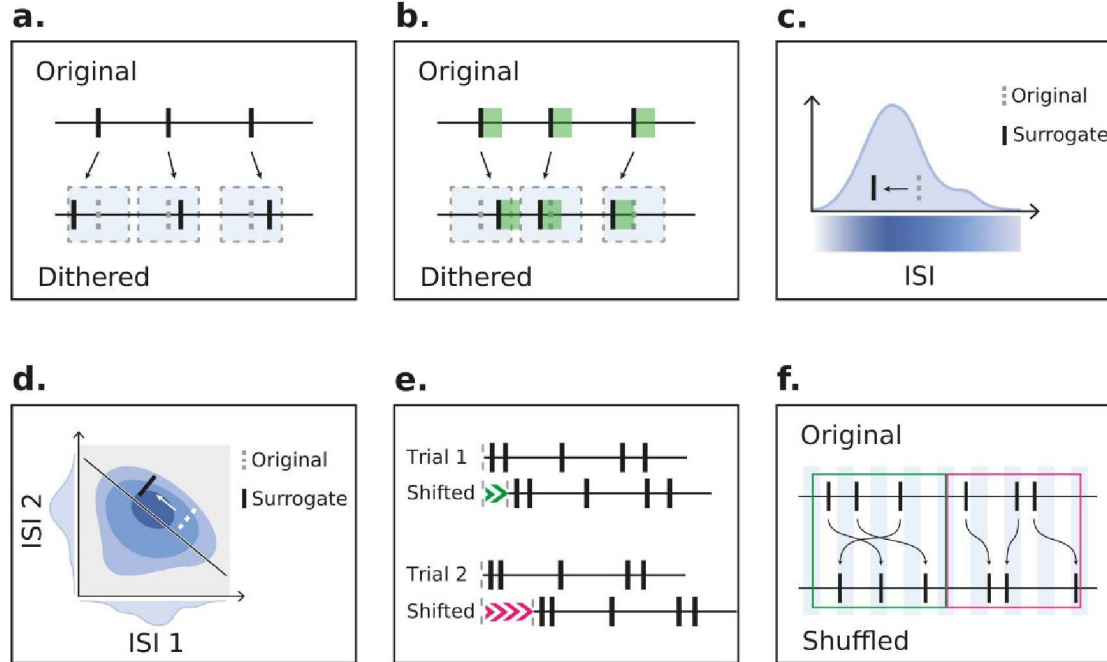 a.
Original
Dithered
b.
Original
Dithered
c.
Original
Surrogate
ISI
d.
ISI 2
Original
Surrogate
ISI 1
e.
Trial 1
Shifted
Trial 2
Shifted
f.
Original
Shuffled